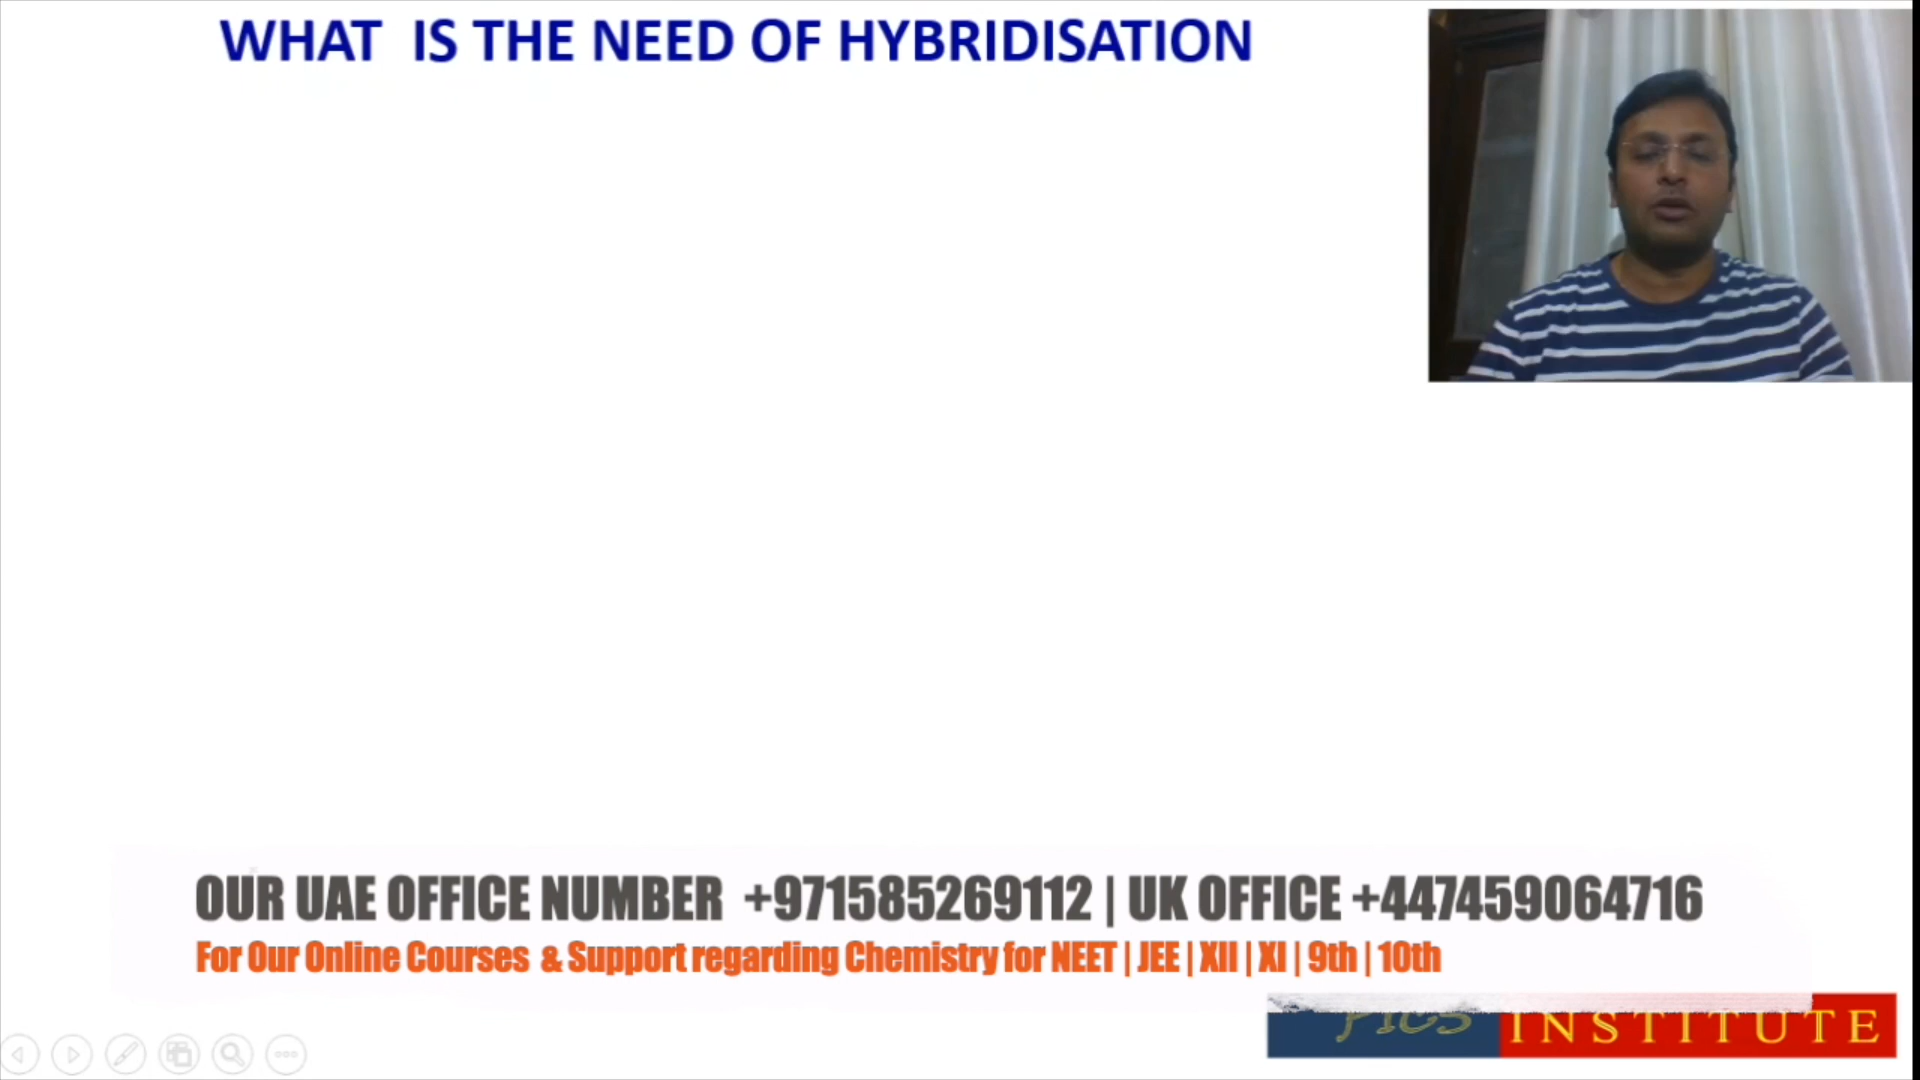 WHAT IS THE NEED OF HYBRIDISATION
OUR UAE OFFICE NUMBER +971585269112 | UK OFFICE +447459064716
For Our Online Courses & Support regarding Chemistry for NEET | JEE | XII | XI | 9th | 10th
INSTITUTE